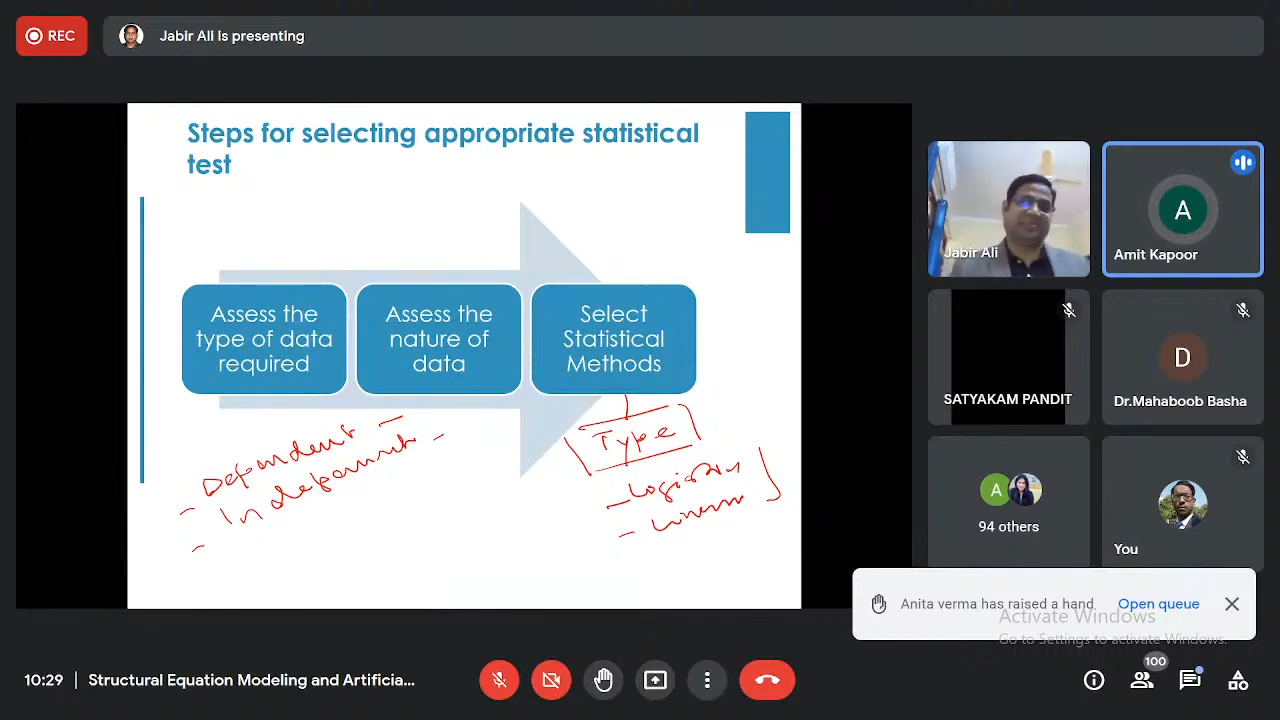 REC
Jabir Ali is presenting
Steps for selecting appropriate statistical
test
Assess the
type of data
required
Assess the
nature of
data
Select
Statistical
Methods
- Dependent -
Independent -
Type
- Logistic
- Linear
Jabir Ali
A
Amit Kapoor
SATYAKAM PANDIT
D
Dr.Mahaboob Basha
A
94 others
You
Anita verma has raised a hand.
Open queue
Activate Windows
Go to Settings to activate Windows.
10:29
Structural Equation Modeling and Artificia...
100